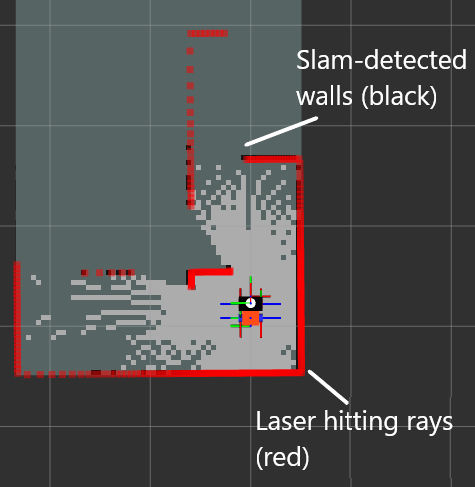 Slam-detected
walls (black)
Laser hitting rays
(red)